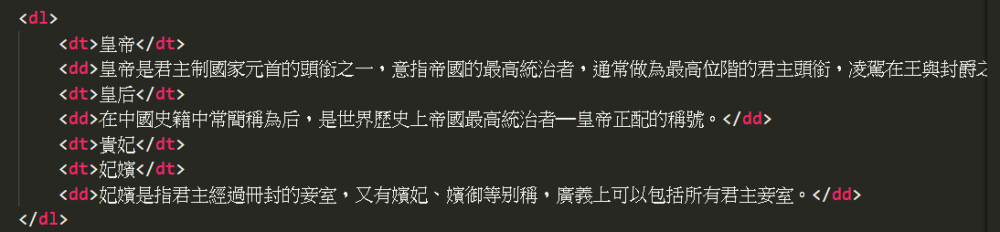 <dl>
<dt>皇帝</dt>
<dd>皇帝是君主制國家元首的頭銜之一，意指帝國的最高統治者，通常做為最高位階的君主頭銜，凌駕在王與封爵之
<dt>皇后</dt>
<dd>在中國史籍中常簡稱為后，是世界歷史上帝國最高統治者──皇帝正配的稱號。</dd>
<dt>貴妃</dt>
<dt>妃嬪</dt>
<dd>妃嬪是指君主經過冊封的妾室，又有嬪妃、嬪御等別稱，廣義上可以包括所有君主妾室。</dd>
</dl>